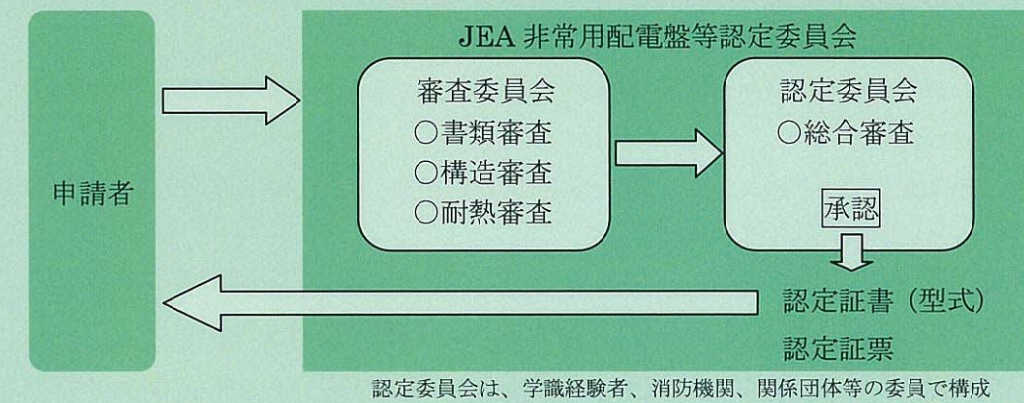 JEA 非常用配電盤等認定委員会
申請者
審査委員会
○書類審査
○構造審査
○耐熱審査
認定委員会
○総合審査
承認
認定証書（型式）
認定証票
認定委員会は、学識経験者、消防機関、関係団体等の委員で構成